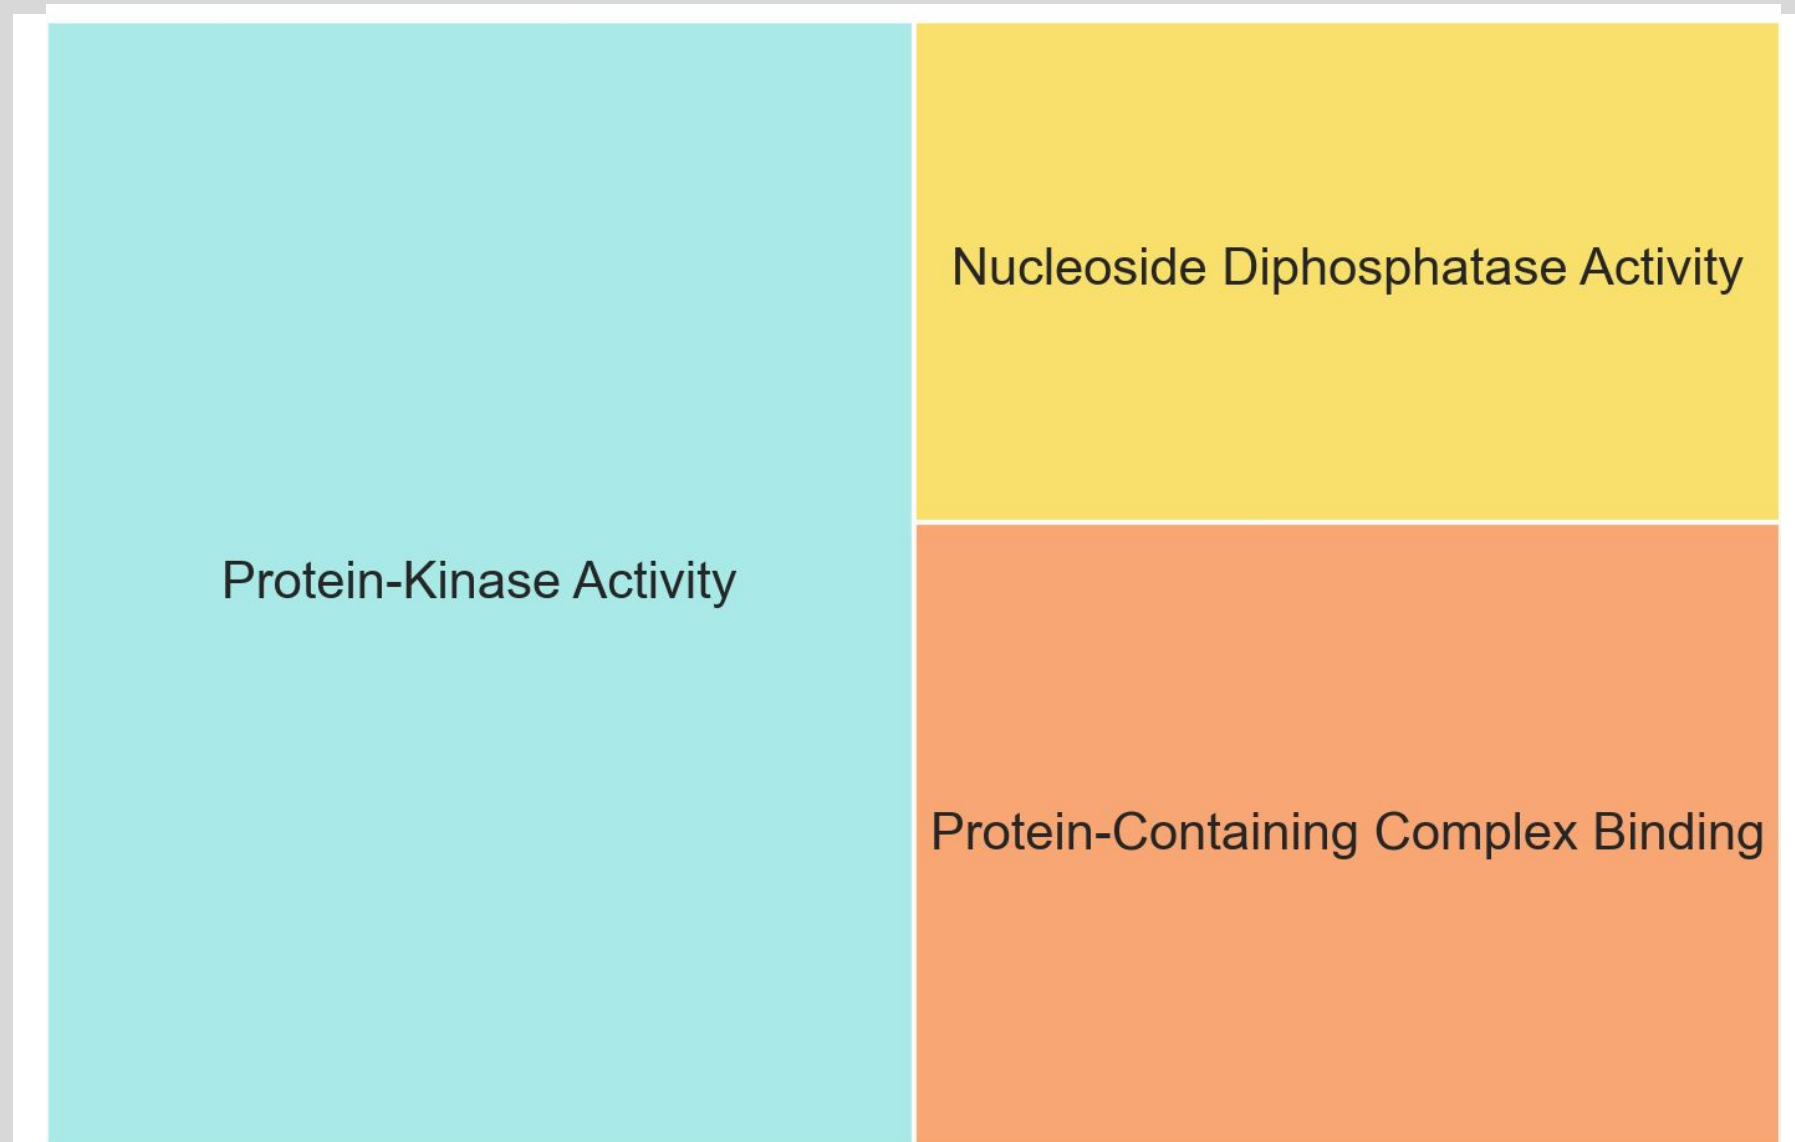 Nucleoside Diphosphatase Activity
Protein-Kinase Activity
Protein-Containing Complex Binding